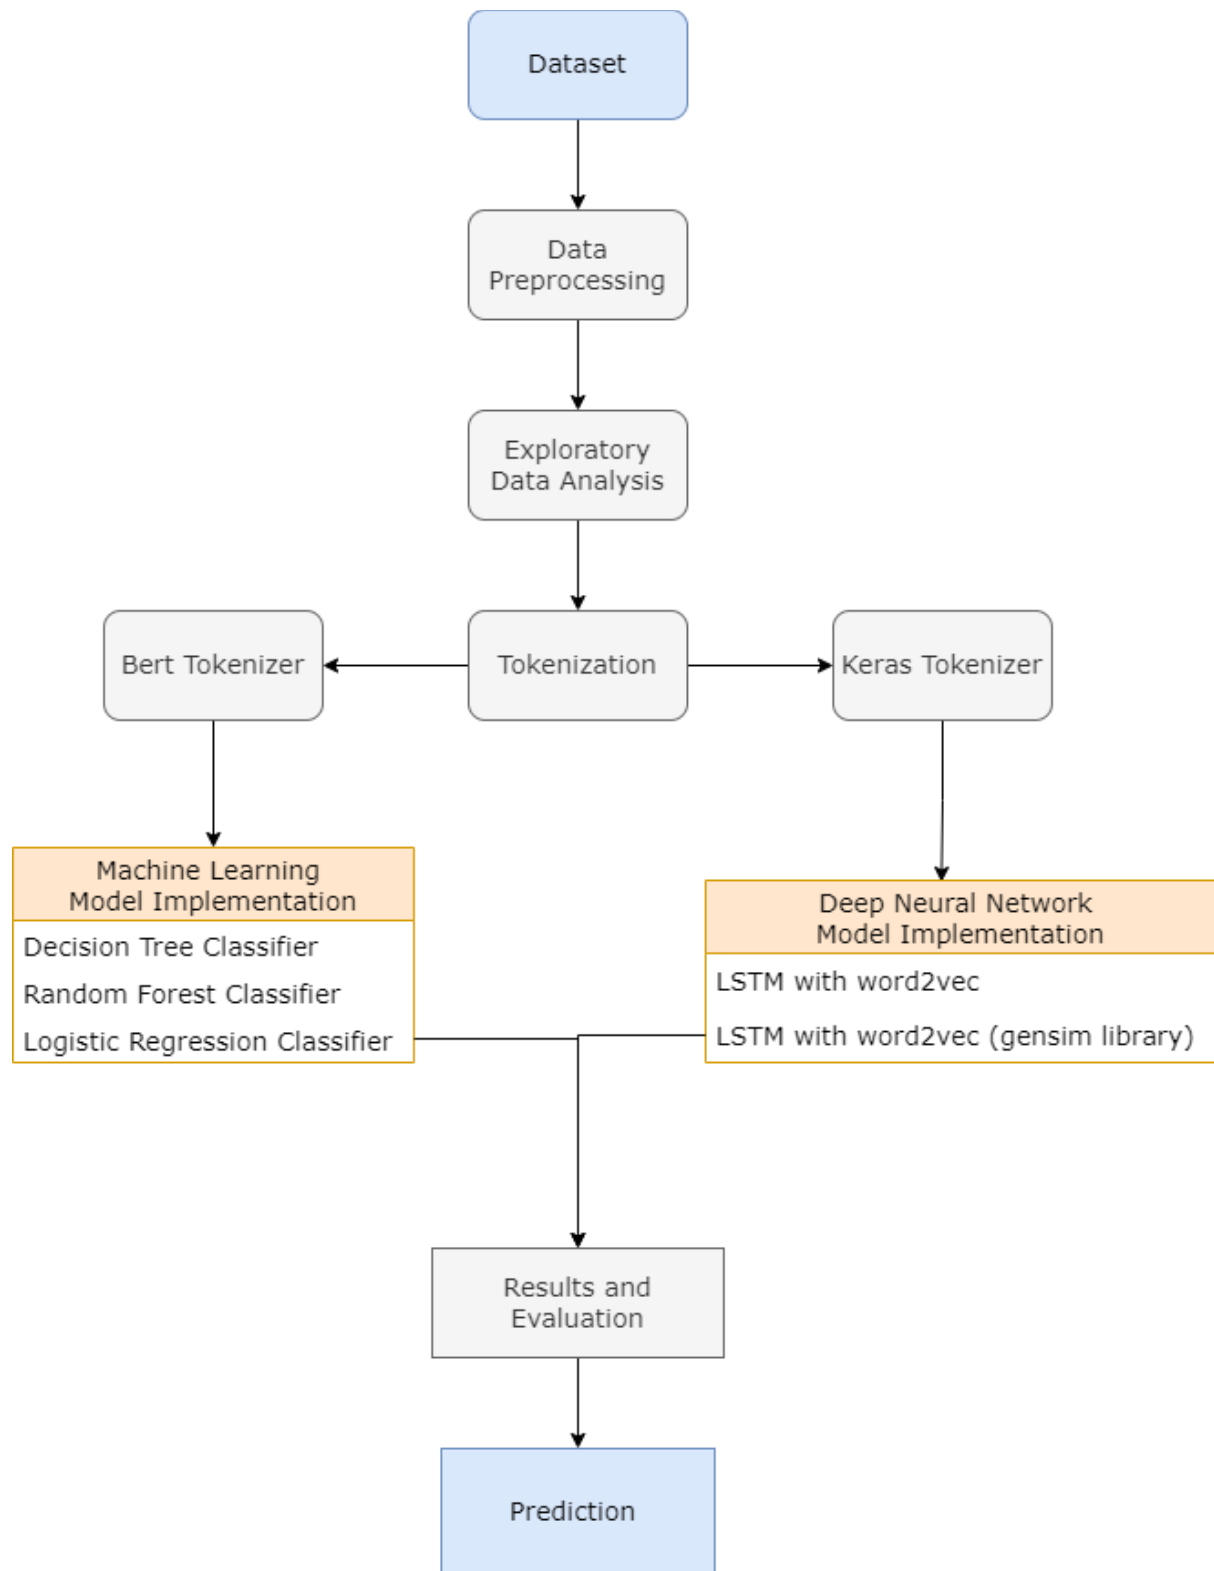 Dataset
Data
Preprocessing
Exploratory
Data Analysis
Bert Tokenizer
Tokenization
Keras Tokenizer
Machine Learning
Model Implementation
Decision Tree Classifier
Random Forest Classifier
Logistic Regression Classifier
Deep Neural Network
Model Implementation
LSTM with word2vec
LSTM with word2vec (gensim library)
Results and
Evaluation
Prediction